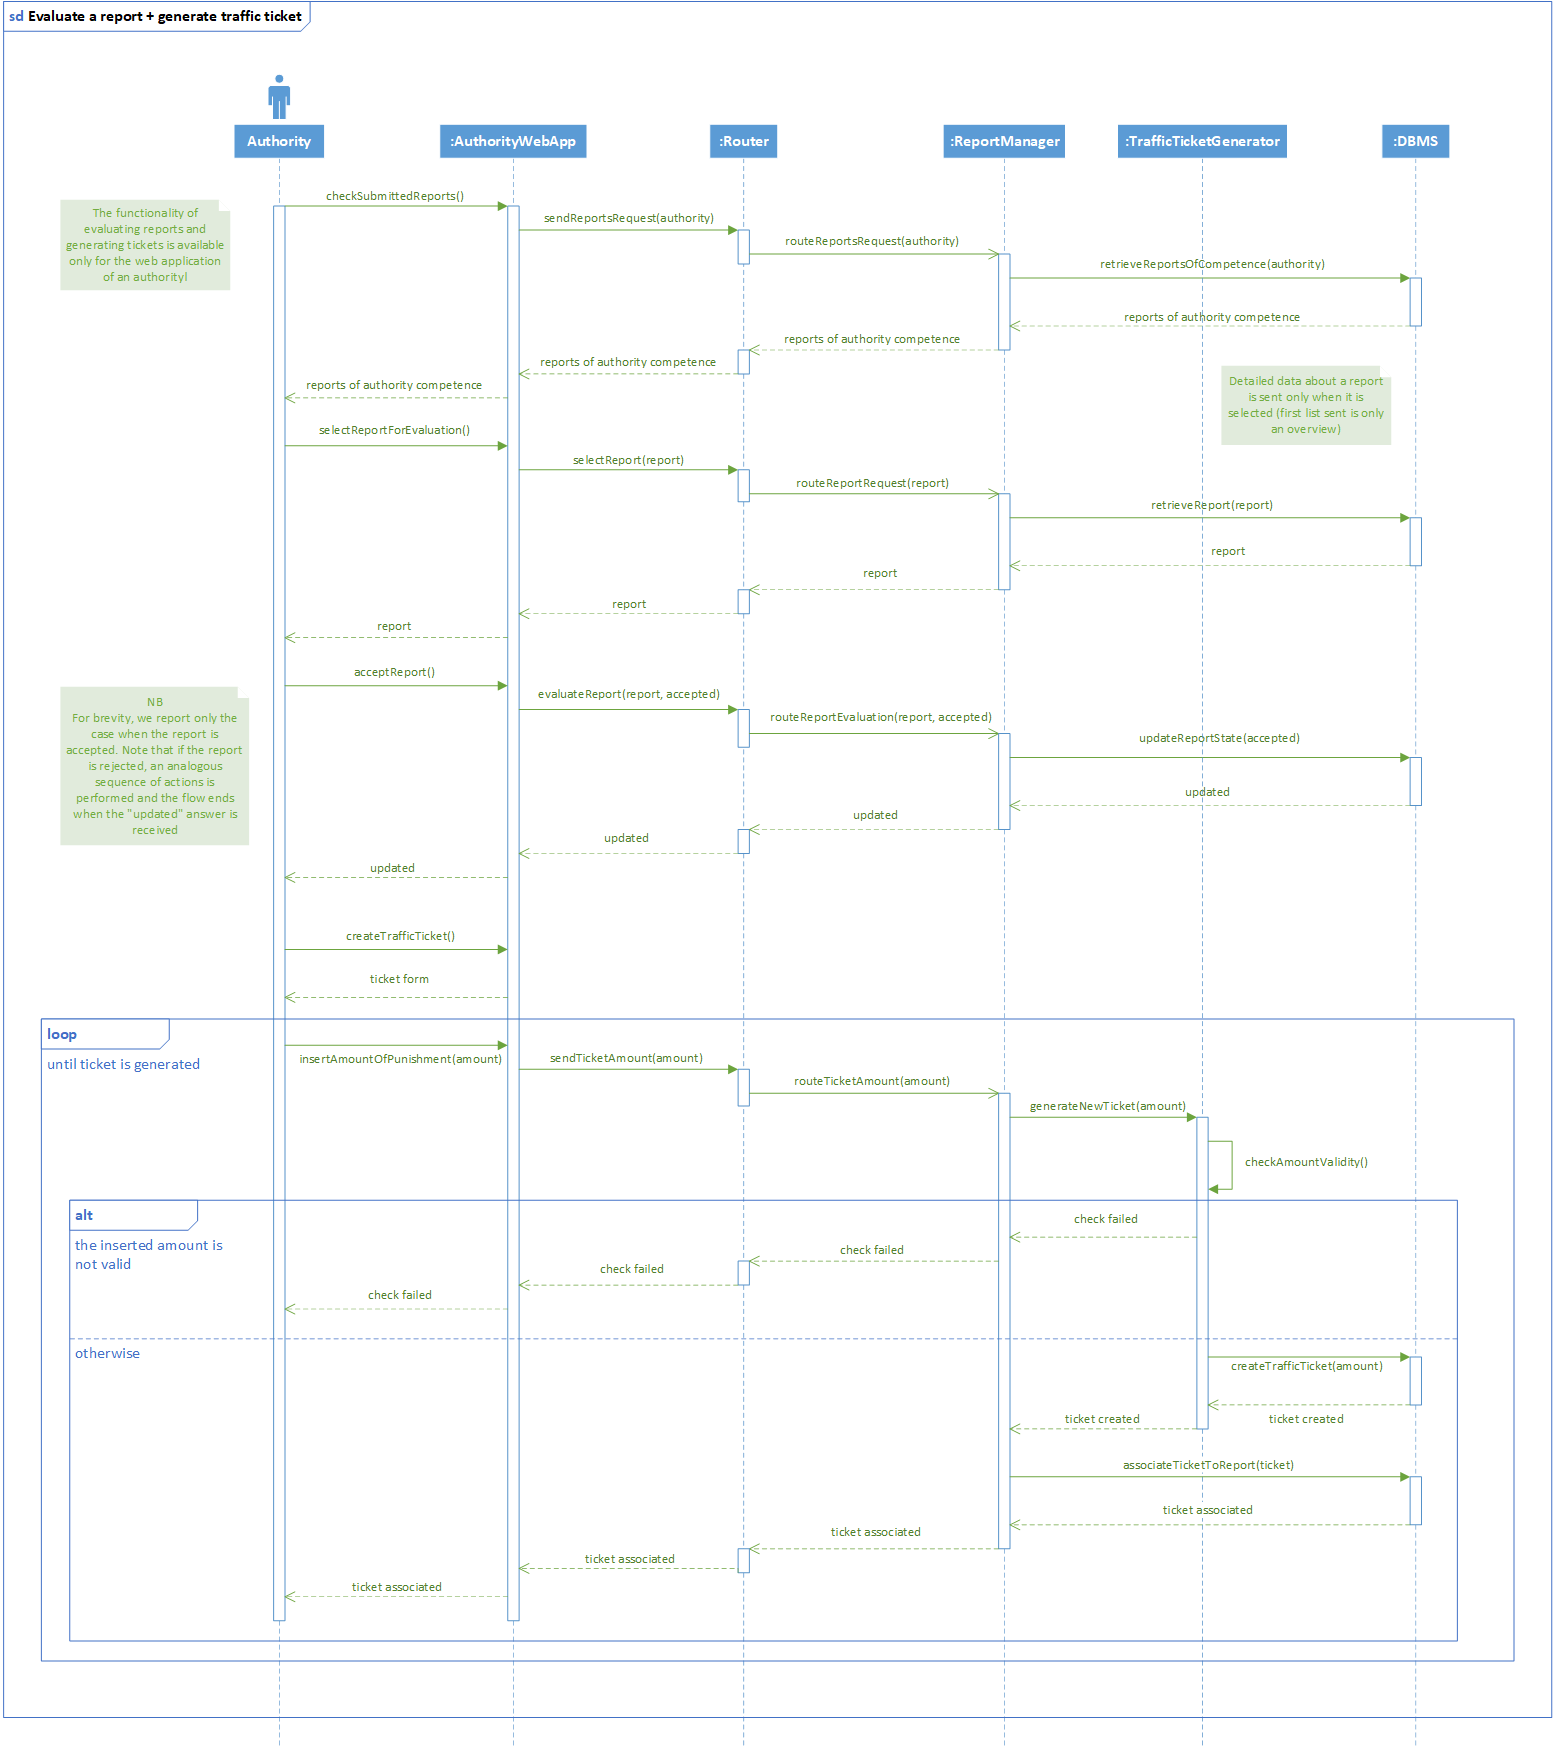 sd Evaluate a report + generate traffic ticket
Authority
:AuthorityWebApp
:Router
:ReportManager
:TrafficTicketGenerator
:DBMS
The functionality of
evaluating reports and
generating tickets is available
only for the web application
of an authority!
checkSubmittedReports()
sendReportsRequest(authority)
routeReportsRequest(authority)
retrieveReportsOfCompetence(authority)
reports of authority competence
reports of authority competence
reports of authority competence
reports of authority competence
Detailed data about a report
is sent only when it is
selected (first list sent is only
an overview)
selectReportForEvaluation()
selectReport(report)
routeReportRequest(report)
retrieveReport(report)
report
report
report
report
acceptReport()
NB
For brevity, we report only the
case when the report is
accepted. Note that if the report
is rejected, an analogous
sequence of actions is
performed and the flow ends
when the "updated" answer is
received
evaluateReport(report, accepted)
routeReportEvaluation(report, accepted)
updateReportState(accepted)
updated
updated
updated
updated
createTrafficTicket()
ticket form
loop
until ticket is generated
insertAmountOfPunishment(amount)
sendTicketAmount(amount)
routeTicketAmount(amount)
generateNewTicket(amount)
checkAmountValidity()
alt
the inserted amount is
not valid
check failed
check failed
check failed
check failed
otherwise
createTrafficTicket(amount)
ticket created
ticket created
associateTicketToReport(ticket)
ticket associated
ticket associated
ticket associated
ticket associated